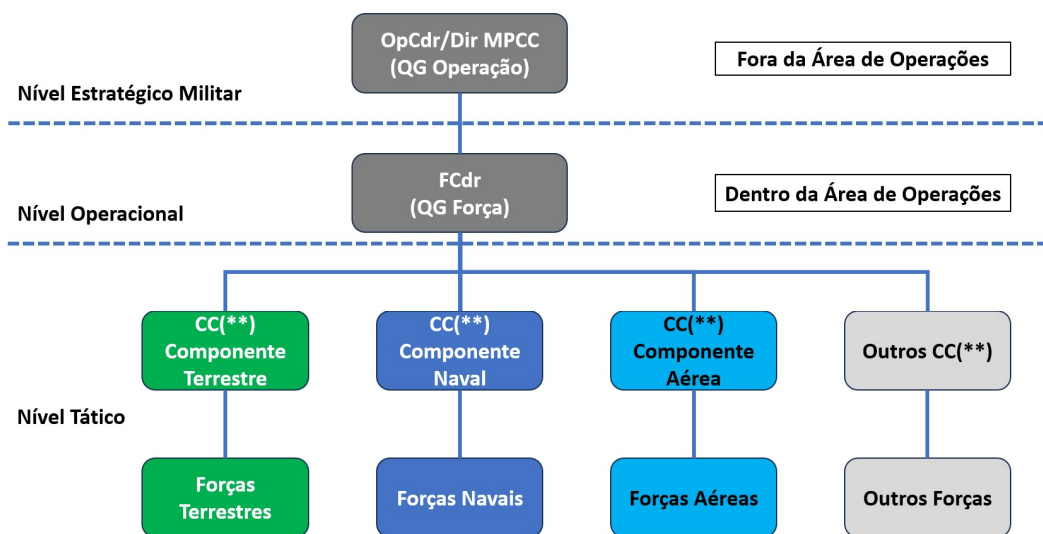 OpCdr/Dir MPCC
(QG Operação)
Fora da Área de Operações
Nível Estratégico Militar
FCdr
(QG Força)
Dentro da Área de Operações
Nível Operacional
CC(**)
Componente
Terrestre
CC(**)
Componente
Naval
CC(**)
Componente
Aérea
Outros CC(**)
Nível Tático
Forças
Terrestres
Forças Navais
Forças Aéreas
Outros Forças